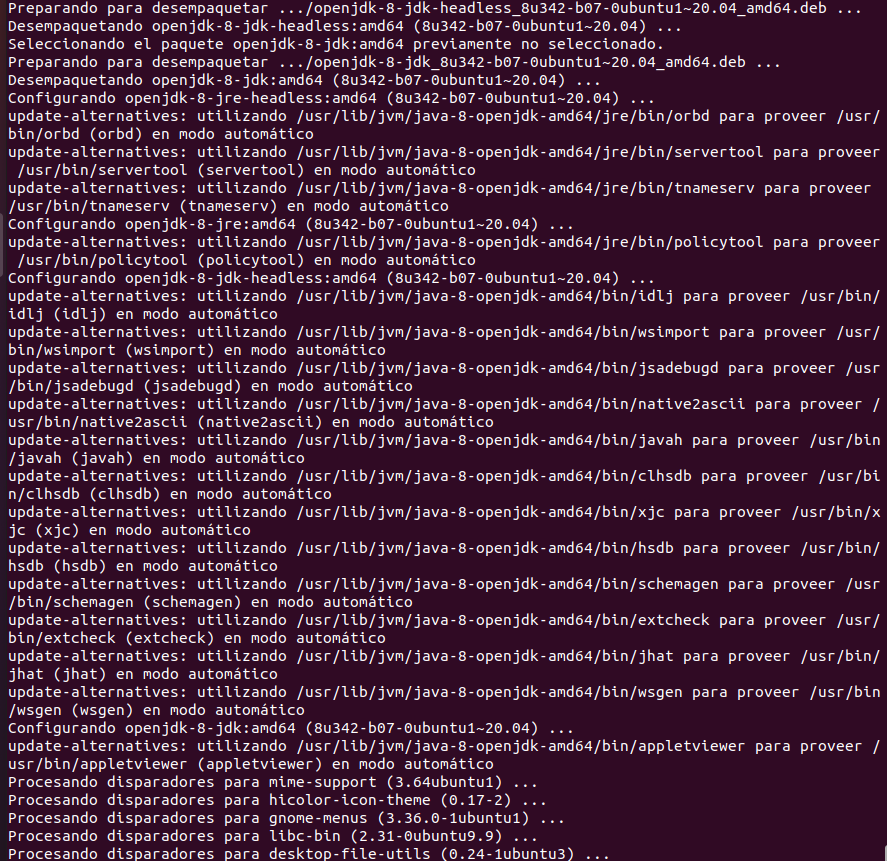 Preparando para desempaquetar .../openjdk-8-jdk-headless_8u342-b07-0ubuntu1~20.04_amd64.deb ...
Desempaquetando openjdk-8-jdk-headless:amd64 (8u342-b07-0ubuntu1~20.04) ...
Seleccionando el paquete openjdk-8-jdk:amd64 previamente no seleccionado.
Preparando para desempaquetar .../openjdk-8-jdk_8u342-b07-0ubuntu1~20.04_amd64.deb ...
Desempaquetando openjdk-8-jdk:amd64 (8u342-b07-0ubuntu1~20.04) ...
Configurando openjdk-8-jre-headless:amd64 (8u342-b07-0ubuntu1~20.04) ...
update-alternatives: utilizando /usr/lib/jvm/java-8-openjdk-amd64/jre/bin/orbd para proveer /usr/
bin/orbd (orbd) en modo automático
update-alternatives: utilizando /usr/lib/jvm/java-8-openjdk-amd64/jre/bin/servertool para proveer
 /usr/bin/servertool (servertool) en modo automático
update-alternatives: utilizando /usr/lib/jvm/java-8-openjdk-amd64/jre/bin/tnameserv para proveer
/usr/bin/tnameserv (tnameserv) en modo automático
Configurando openjdk-8-jre:amd64 (8u342-b07-0ubuntu1~20.04) ...
update-alternatives: utilizando /usr/lib/jvm/java-8-openjdk-amd64/jre/bin/policytool para proveer
 /usr/bin/policytool (policytool) en modo automático
Configurando openjdk-8-jdk-headless:amd64 (8u342-b07-0ubuntu1~20.04) ...
update-alternatives: utilizando /usr/lib/jvm/java-8-openjdk-amd64/bin/idlj para proveer /usr/bin/
idlj (idlj) en modo automático
update-alternatives: utilizando /usr/lib/jvm/java-8-openjdk-amd64/bin/wsimport para proveer /usr/
bin/wsimport (wsimport) en modo automático
update-alternatives: utilizando /usr/lib/jvm/java-8-openjdk-amd64/bin/jsadebugd para proveer /usr
/bin/jsadebugd (jsadebugd) en modo automático
update-alternatives: utilizando /usr/lib/jvm/java-8-openjdk-amd64/bin/native2ascii para proveer /
usr/bin/native2ascii (native2ascii) en modo automático
update-alternatives: utilizando /usr/lib/jvm/java-8-openjdk-amd64/bin/javah para proveer /usr/bin
/javah (javah) en modo automático
update-alternatives: utilizando /usr/lib/jvm/java-8-openjdk-amd64/bin/clhsdb para proveer /usr/bi
n/clhsdb (clhsdb) en modo automático
update-alternatives: utilizando /usr/lib/jvm/java-8-openjdk-amd64/bin/xjc para proveer /usr/bin/x
jc (xjc) en modo automático
update-alternatives: utilizando /usr/lib/jvm/java-8-openjdk-amd64/bin/hsdb para proveer /usr/bin/
hsdb (hsdb) en modo automático
update-alternatives: utilizando /usr/lib/jvm/java-8-openjdk-amd64/bin/schemagen para proveer /usr
/bin/schemagen (schemagen) en modo automático
update-alternatives: utilizando /usr/lib/jvm/java-8-openjdk-amd64/bin/extcheck para proveer /usr/
bin/extcheck (extcheck) en modo automático
update-alternatives: utilizando /usr/lib/jvm/java-8-openjdk-amd64/bin/jhat para proveer /usr/bin/
jhat (jhat) en modo automático
update-alternatives: utilizando /usr/lib/jvm/java-8-openjdk-amd64/bin/wsgen para proveer /usr/bin
/wsgen (wsgen) en modo automático
Configurando openjdk-8-jdk:amd64 (8u342-b07-0ubuntu1~20.04) ...
update-alternatives: utilizando /usr/lib/jvm/java-8-openjdk-amd64/bin/appletviewer para proveer /
usr/bin/appletviewer (appletviewer) en modo automático
Procesando disparadores para mime-support (3.64ubuntu1) ...
Procesando disparadores para hicolor-icon-theme (0.17-2) ...
Procesando disparadores para gnome-menus (3.36.0-1ubuntu1) ...
Procesando disparadores para libc-bin (2.31-0ubuntu9.9) ...
Procesando disparadores para desktop-file-utils (0.24-1ubuntu3) ...